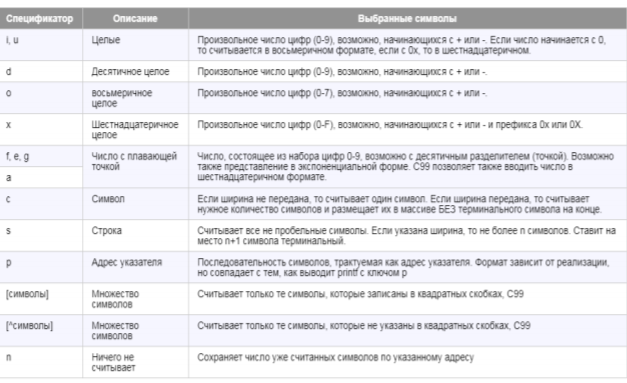 Спецификатор Описание Выбранные символы
i, u Целые Произвольное число цифр (0-9), возможно, начинающихся с + или -. Если число начинается с 0,
то считывается в восьмеричном формате, если с 0x, то в шестнадцатеричном.
d Десятичное целое Произвольное число цифр (0-9), возможно, начинающихся с + или -.
o восьмеричное Произвольное число цифр (0-7), возможно, начинающихся с + или -.
целое
x Шестнадцатеричное Произвольное число цифр (0-F), возможно, начинающихся с + или - и префикса 0x или 0X.
целое
f, e, g Число с плавающей Число, состоящее из набора цифр 0-9, возможно с десятичным разделителем (точкой). Возможно
точкой также представление в экспоненциальной форме. C99 позволяет также вводить число в
a шестнадцатеричном формате.
c Символ Если ширина не передана, то считывает один символ. Если ширина передана, то считывает
нужное количество символов и размещает их в массиве БЕЗ терминального символа на конце.
s Строка Считывает все не пробельные символы. Если указана ширина, то не более n символов. Ставит на
место n+1 символа терминальный.
p Адрес указателя Последовательность символов, трактуемая как адрес указателя. Формат зависит от реализации,
но совпадает с тем, как выводит printf с ключом p
[символы] Множество Считывает только те символы, которые записаны в квадратных скобках, C99
символов
[^символы] Множество Считывает только те символы, которые не указаны в квадратных скобках, C99
символов
n Ничего не Сохраняет число уже считанных символов по указанному адресу
считывает